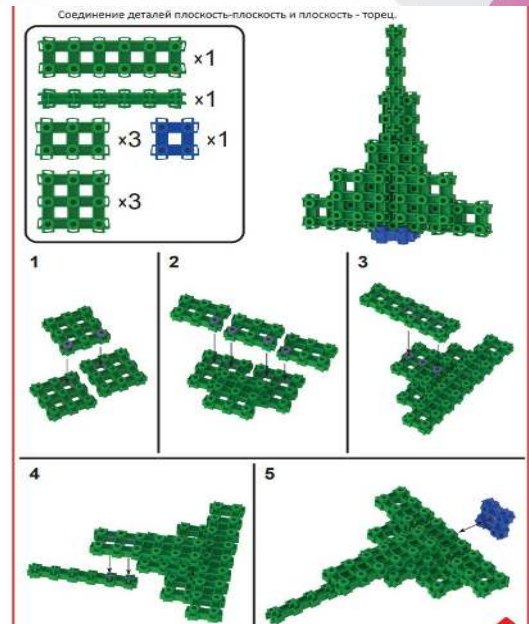 Соединение деталей плоскость-плоскость и плоскость - торец.
×1
×1
×3 ×1
×3
1 2 3
4 5